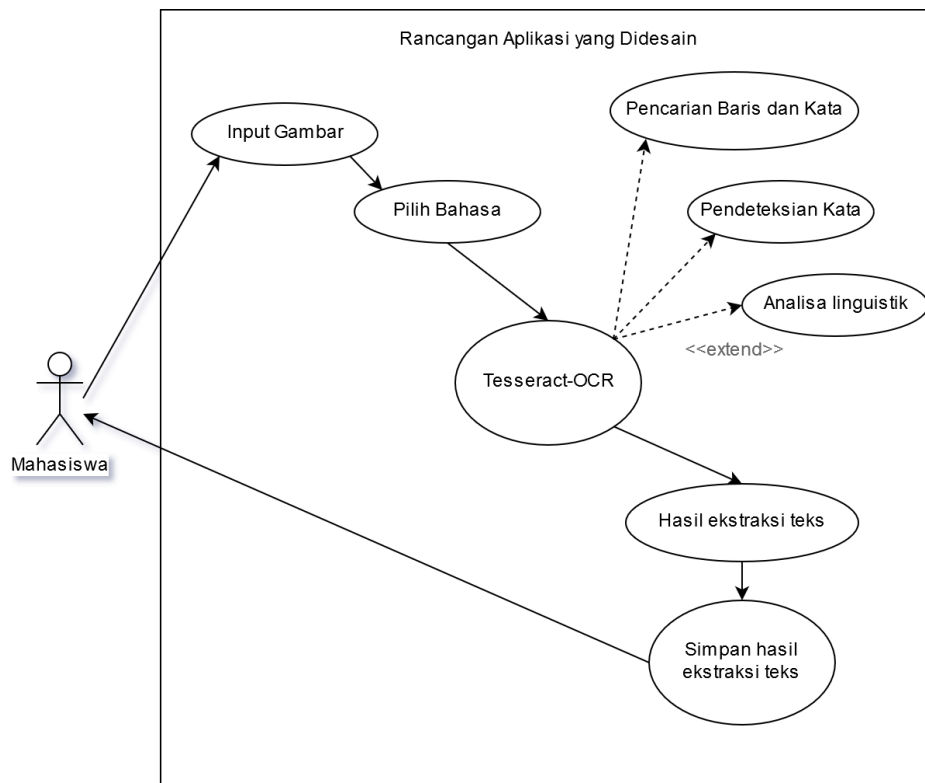 Rancangan Aplikasi yang Didesain
Input Gambar
Pencarian Baris dan Kata
Pilih Bahasa
Pendeteksian Kata
Analisa linguistik
<<extend>>
Tesseract-OCR
Mahasiswa
Hasil ekstraksi teks
Simpan hasil
ekstraksi teks